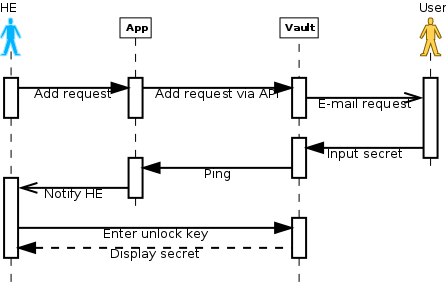 HE
App
Vault
User
Add request
Add request via API
E-mail request
Input secret
Ping
Notify HE
Enter unlock key
Display secret